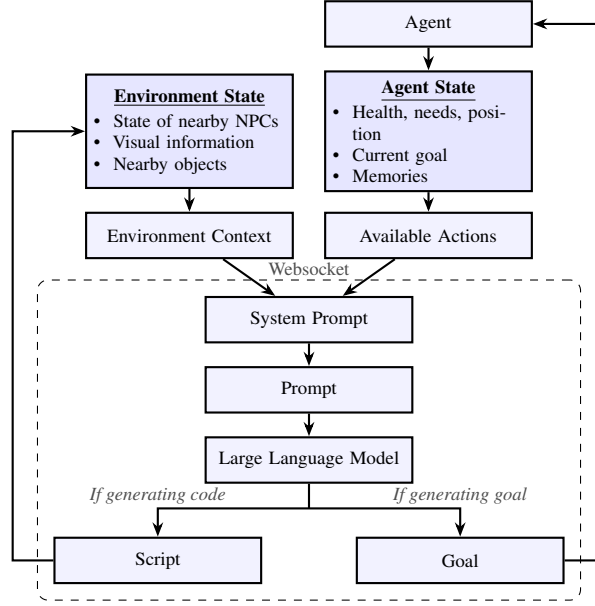 Agent
Environment State
• State of nearby NPCs
• Visual information
• Nearby objects
Agent State
• Health, needs, posi-
tion
• Current goal
• Memories
Environment Context
Available Actions
Websocket
System Prompt
Prompt
Large Language Model
If generating code
If generating goal
Script
Goal